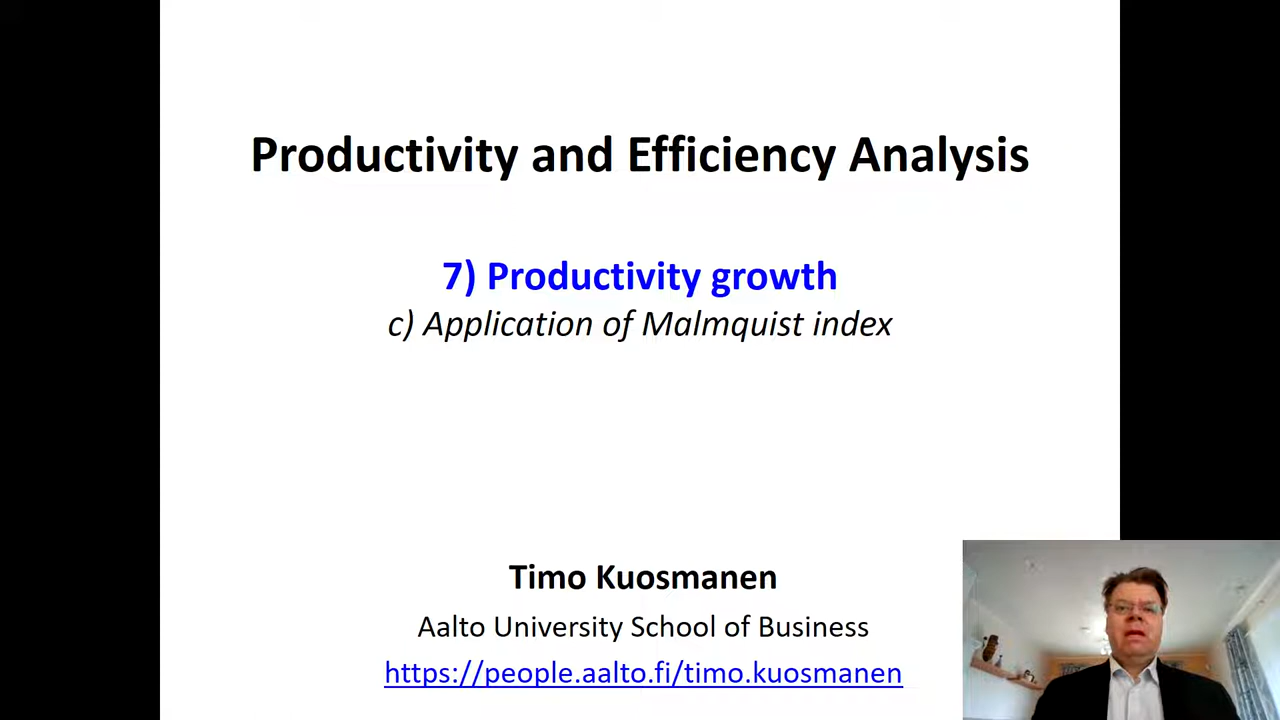 Productivity and Efficiency Analysis
7) Productivity growth
c) Application of Malmquist index
Timo Kuosmanen
Aalto University School of Business
https://people.aalto.fi/timo.kuosmanen